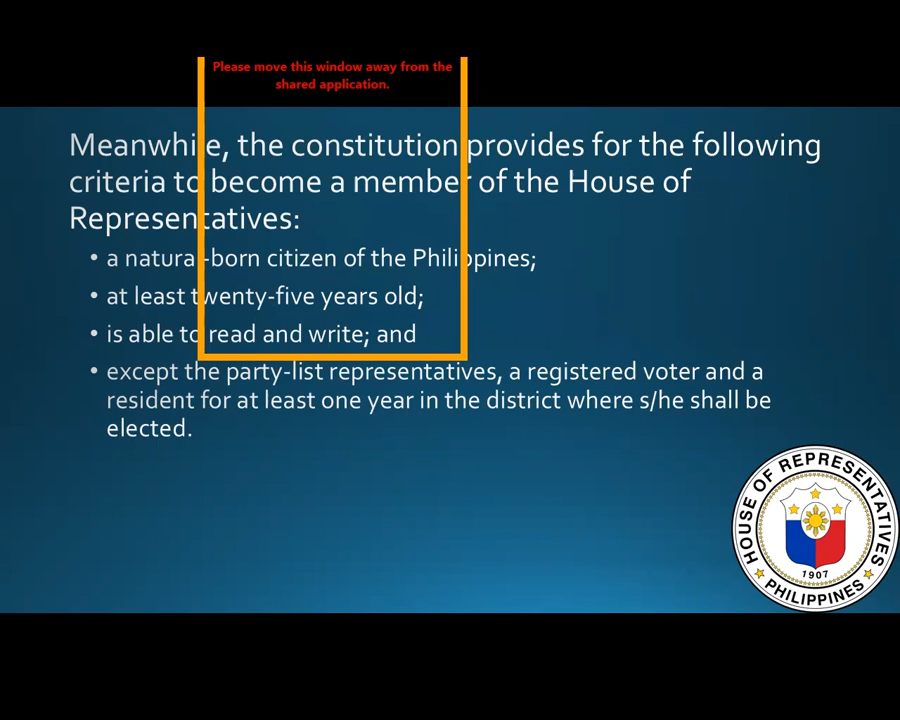 Please move this window away from the
shared application.
Meanwhile, the constitution provides for the following
criteria to become a member of the House of
Representatives:
• a natural-born citizen of the Philippines;
• at least twenty-five years old;
• is able to read and write; and
• except the party-list representatives, a registered voter and a
resident for at least one year in the district where s/he shall be
elected.
HOUSE OF REPRESENTATIVES
1907
PHILIPPINES